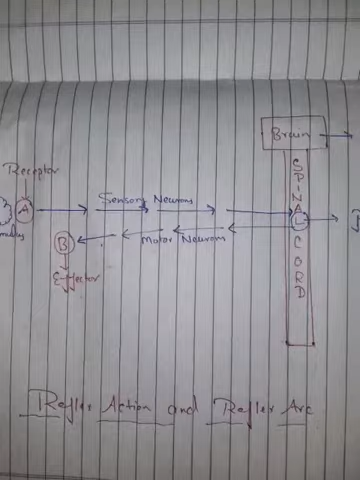 Brain
Receptor
SPINAL CORD
A
Sensory Neurons
B
Motor Neurons
Effector
Reflex Action and Reflex Arc